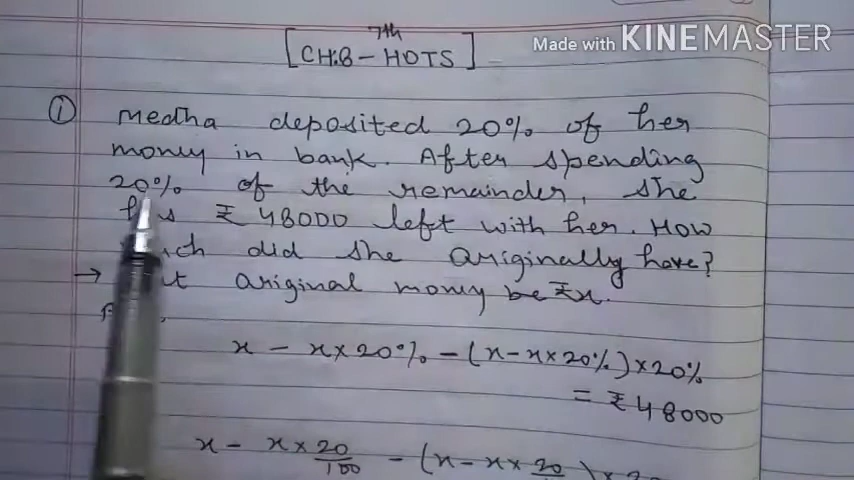 7th
[CH:8 - HOTS]
Made with KINEMASTER
① Medha deposited 20% of her
money in bank. After spending
20% of the remainder, she
₹ 48000 left with her. How
did she originally have?
→ original money be ₹x.
x - x × 20% - (x - x × 20%) × 20%
= ₹ 48000
x - x × 20/100 - (x - x × 20